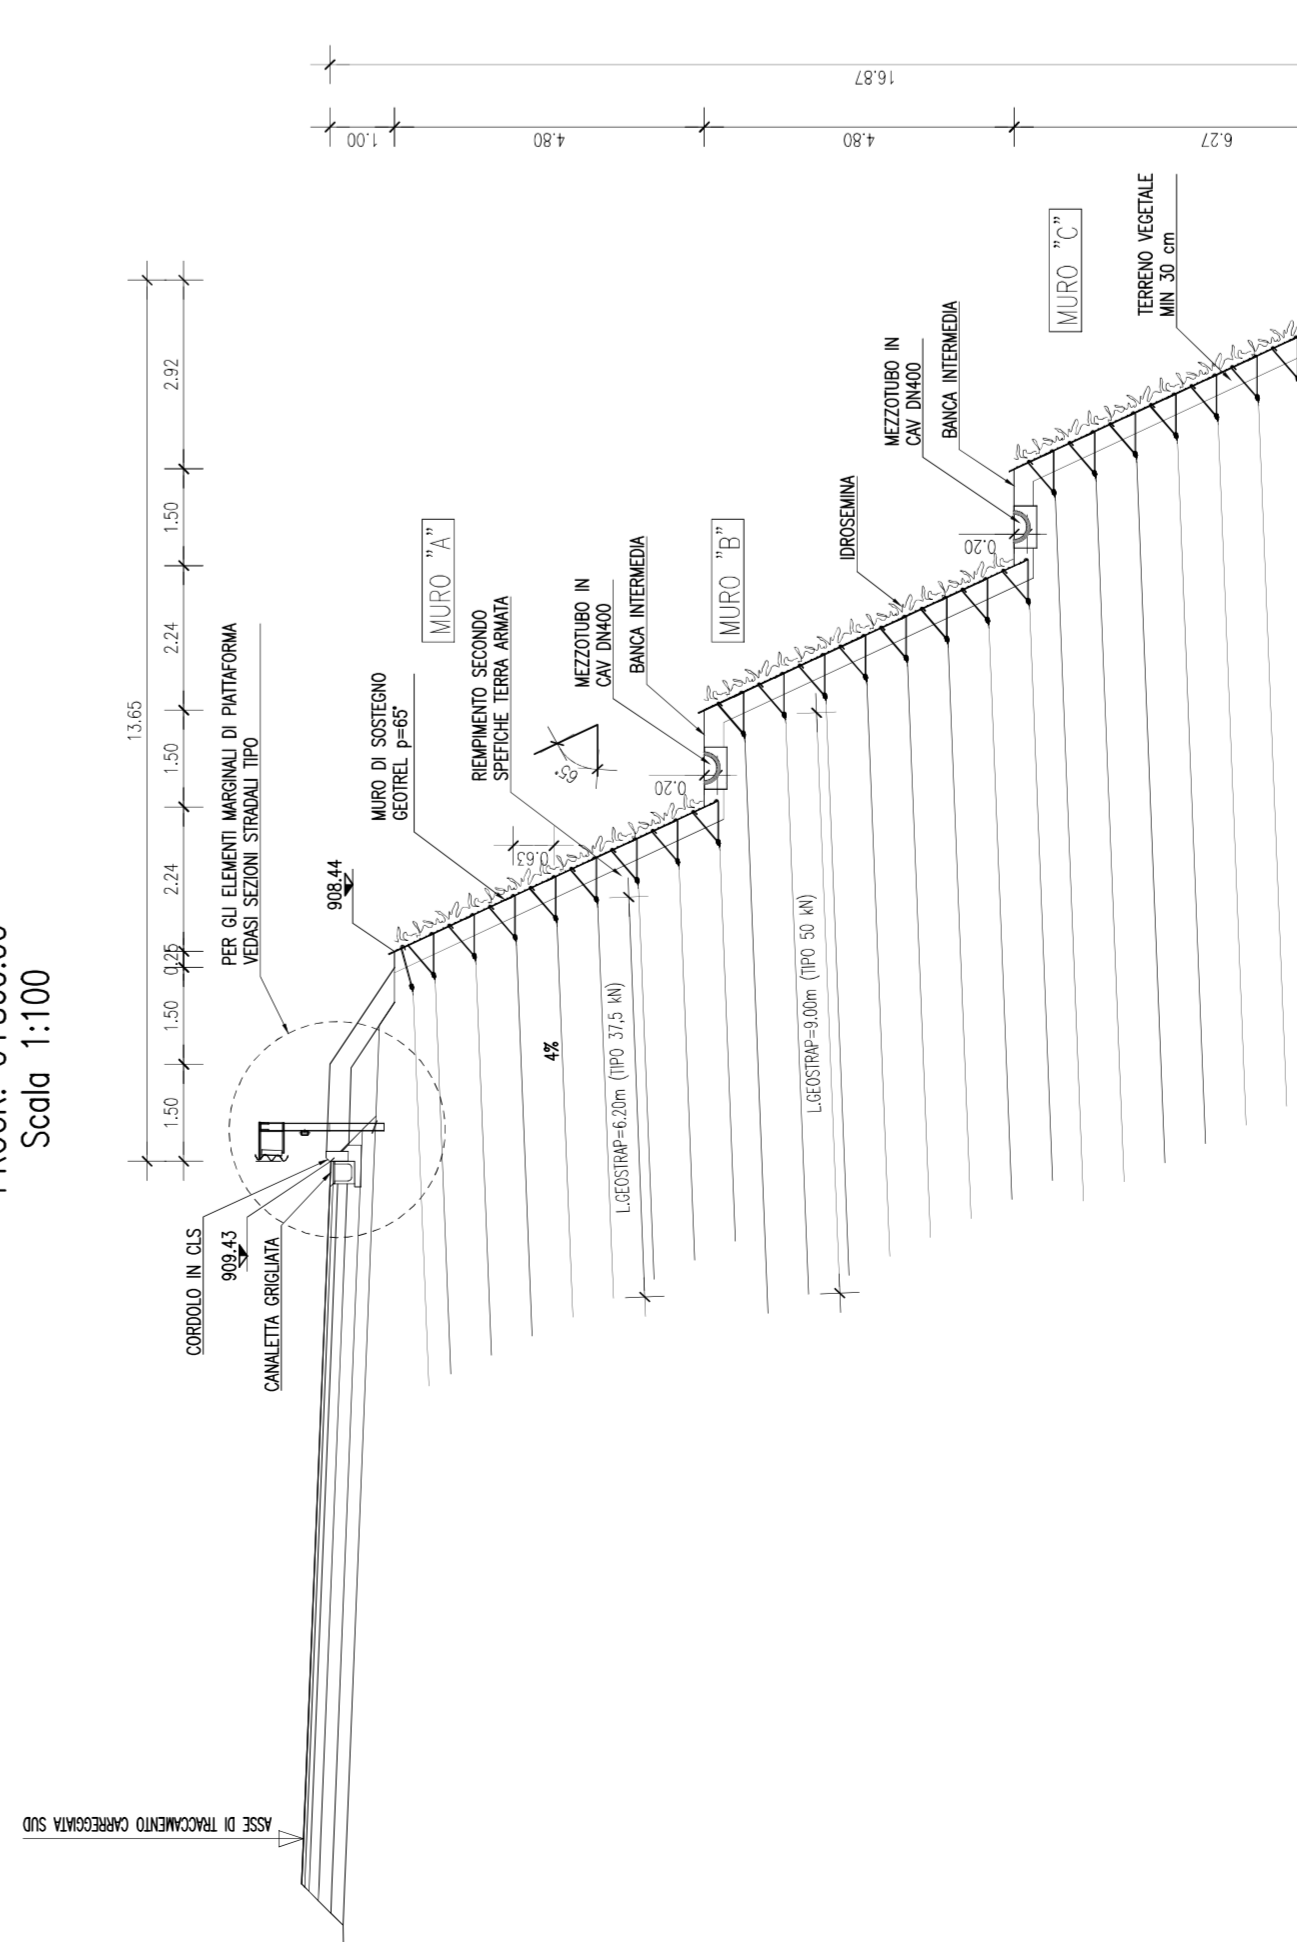 Scala 1:100
16.87
1.00
4.80
4.80
6.27
13.65
1.50
1.50
0.25
2.24
1.50
2.24
1.50
2.92
ASSE DI TRACCAMENTO CARREGGIATA SUD
CORDOLO IN CLS
909.43
CANALETTA GRIGLIATA
PER GLI ELEMENTI MARGINALI DI PIATTAFORMA
VEDASI SEZIONI STRADALI TIPO
908.44
MURO DI SOSTEGNO
GEOTREL p=65°
MURO "A"
RIEMPIMENTO SECONDO
SPEFICHE TERRA ARMATA
0.63
65°
4%
MEZZOTUBO IN
CAV DN400
BANCA INTERMEDIA
0.20
L.GEOSTRAP=6.20m (TIPO 37,5 kN)
MURO "B"
L.GEOSTRAP=9.00m (TIPO 50 kN)
IDROSEMINA
MEZZOTUBO IN
CAV DN400
BANCA INTERMEDIA
0.20
MURO "C"
TERRENO VEGETALE
MIN 30 cm